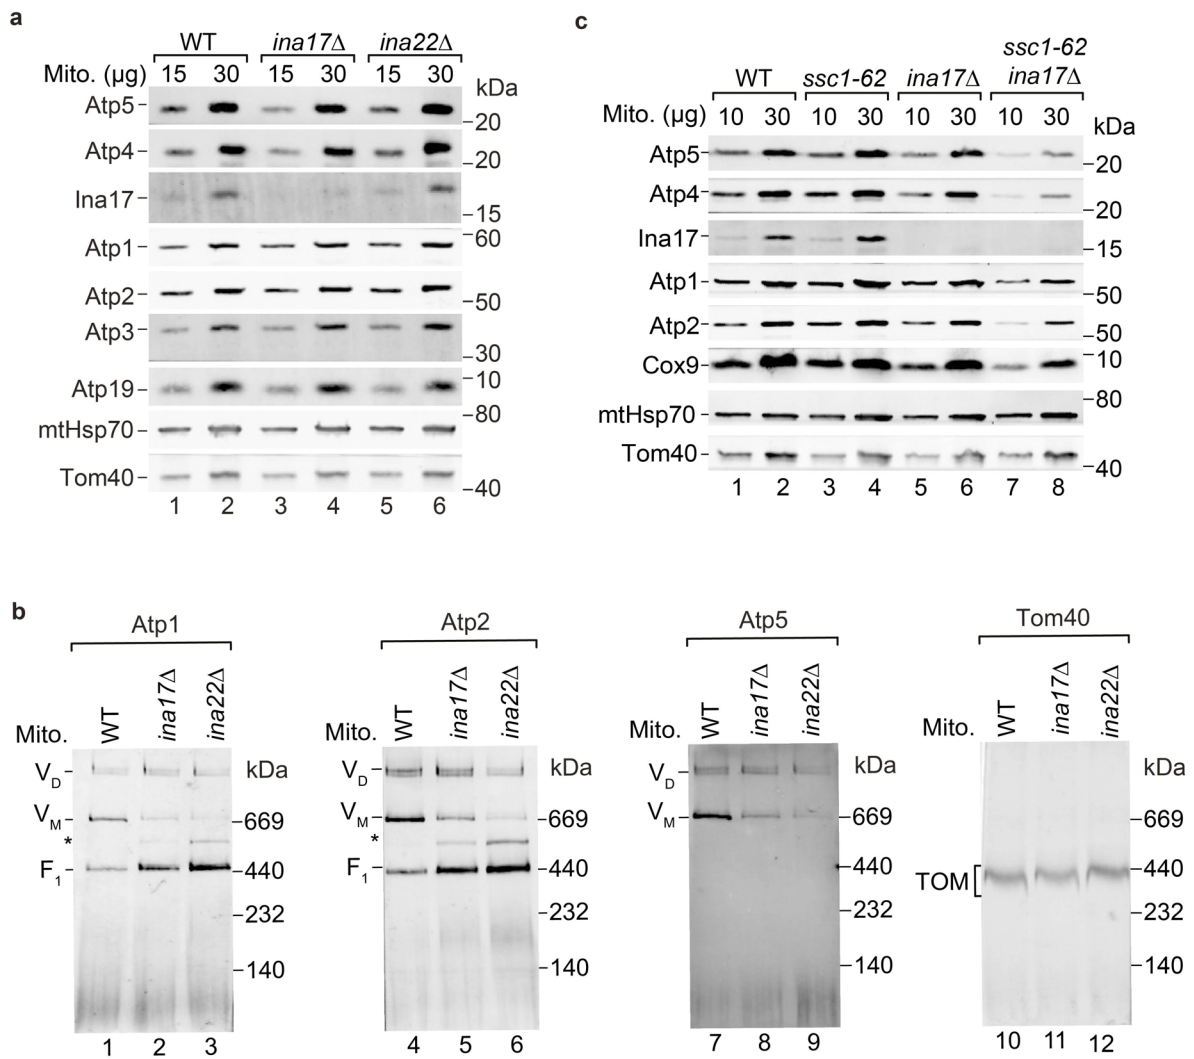 a
WT ina17Δ ina22Δ
Mito. (μg) 15 30 15 30 15 30 kDa
Atp5 20
Atp4 20
Ina17 15
Atp1 60
Atp2 50
Atp3 30
Atp19 10
mtHsp70 80
Tom40 40
1 2 3 4 5 6
c
ssc1-62
WT ssc1-62 ina17Δ ina17Δ
Mito. (μg) 10 30 10 30 10 30 10 30 kDa
Atp5 20
Atp4 20
Ina17 15
Atp1 50
Atp2 50
Cox9 10
mtHsp70 80
Tom40 40
1 2 3 4 5 6 7 8
b
Atp1
Mito. WT ina17Δ ina22Δ
kDa
VD
VM 669
*
F1 440
232
140
1 2 3
Atp2
Mito. WT ina17Δ ina22Δ
kDa
VD
VM 669
*
F1 440
232
140
4 5 6
Atp5
Mito. WT ina17Δ ina22Δ
kDa
VD
VM 669
440
232
140
7 8 9
Tom40
Mito. WT ina17Δ ina22Δ
kDa
669
TOM 440
232
140
10 11 12